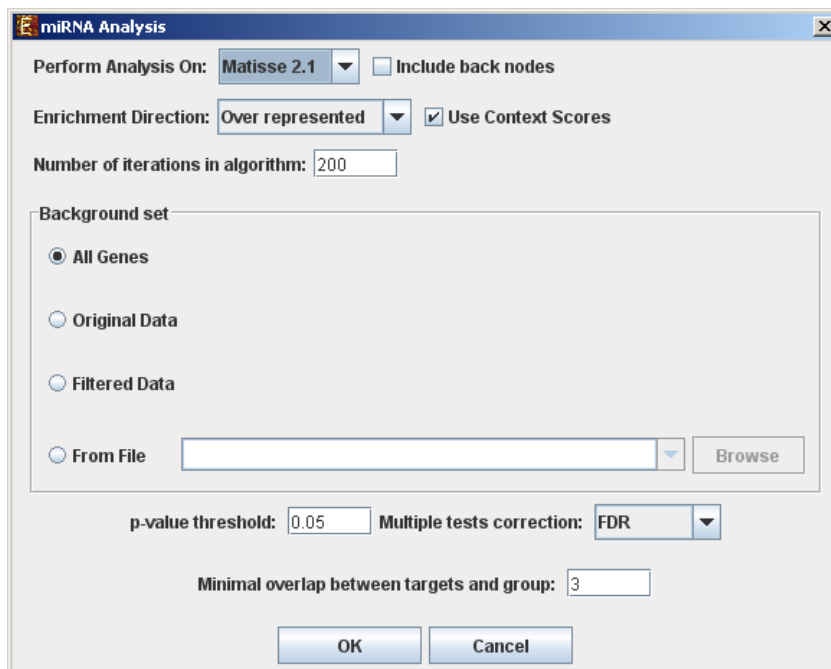 miRNA Analysis
Perform Analysis On: Matisse 2.1 Include back nodes
Enrichment Direction: Over represented Use Context Scores
Number of iterations in algorithm: 200
Background set
All Genes
Original Data
Filtered Data
From File Browse
p-value threshold: 0.05 Multiple tests correction: FDR
Minimal overlap between targets and group: 3
OK Cancel